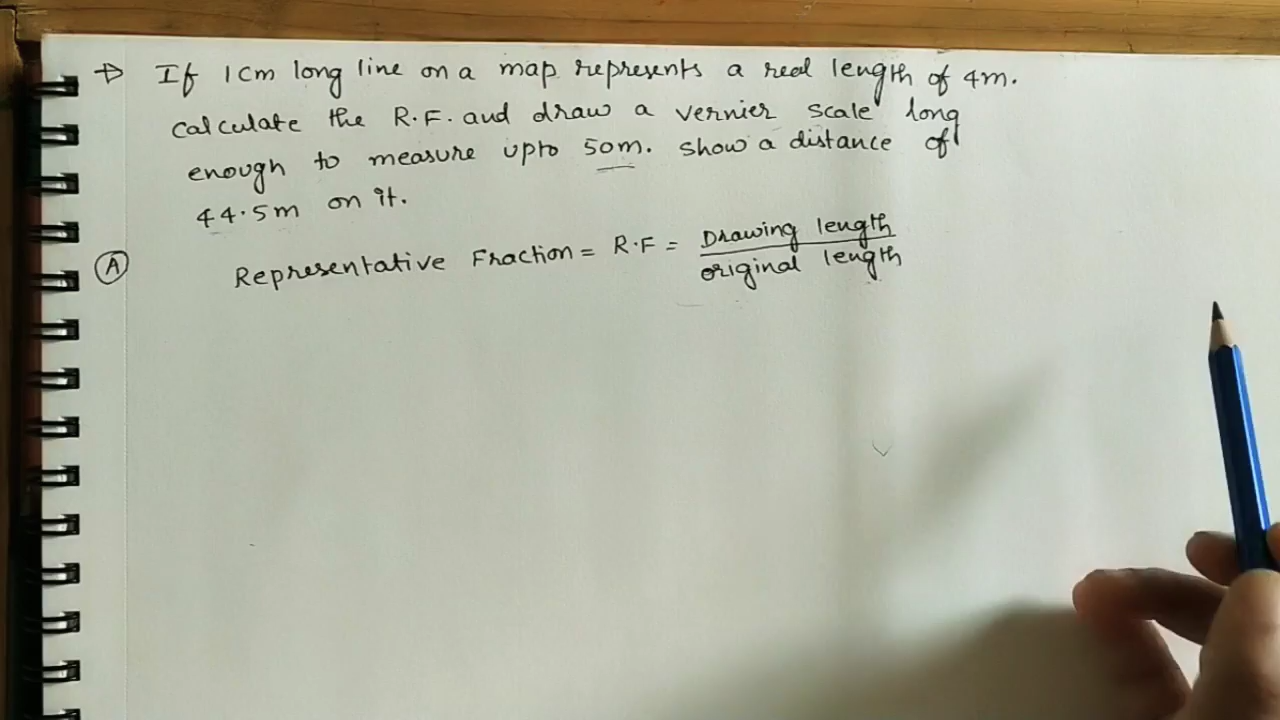 → If 1cm long line on a map represents a real length of 4m.
calculate the R.F. and draw a vernier scale long
enough to measure upto 50m. show a distance of
44.5m on it.
A Representative Fraction = R.F = Drawing length
original length